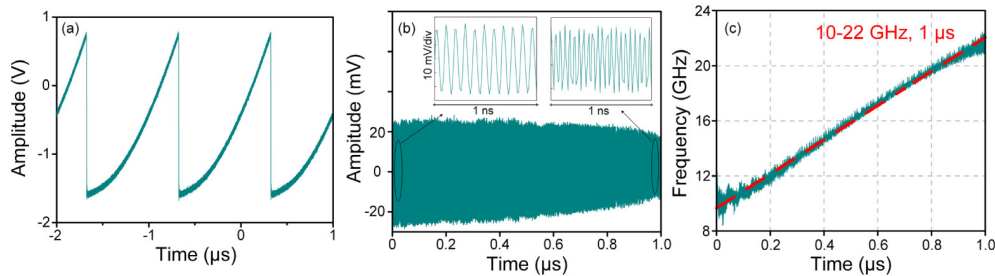 (a)
Amplitude (V)
1
0
-1
-2
-2
-1
0
1
Time (µs)
(b)
Ampitude (mV)
20
0
-20
10 mV/div
1 ns
1 ns
0
0.2
0.4
0.6
0.8
1.0
Time (µs)
(c)
10-22 GHz, 1 µs
Frequency (GHz)
24
20
16
12
8
0
0.2
0.4
0.6
0.8
1.0
Time (µs)